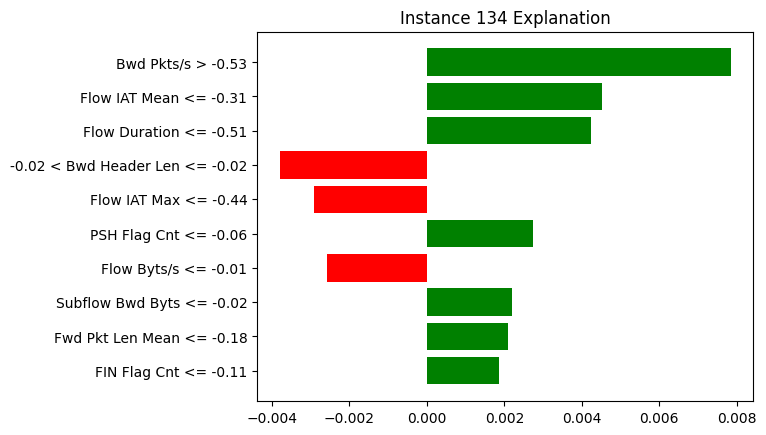 Instance 134 Explanation
Bwd Pkts/s > -0.53
Flow IAT Mean <= -0.31
Flow Duration <= -0.51
-0.02 < Bwd Header Len <= -0.02
Flow IAT Max <= -0.44
PSH Flag Cnt <= -0.06
Flow Byts/s <= -0.01
Subflow Bwd Byts <= -0.02
Fwd Pkt Len Mean <= -0.18
FIN Flag Cnt <= -0.11
−0.004 −0.002 0.000 0.002 0.004 0.006 0.008